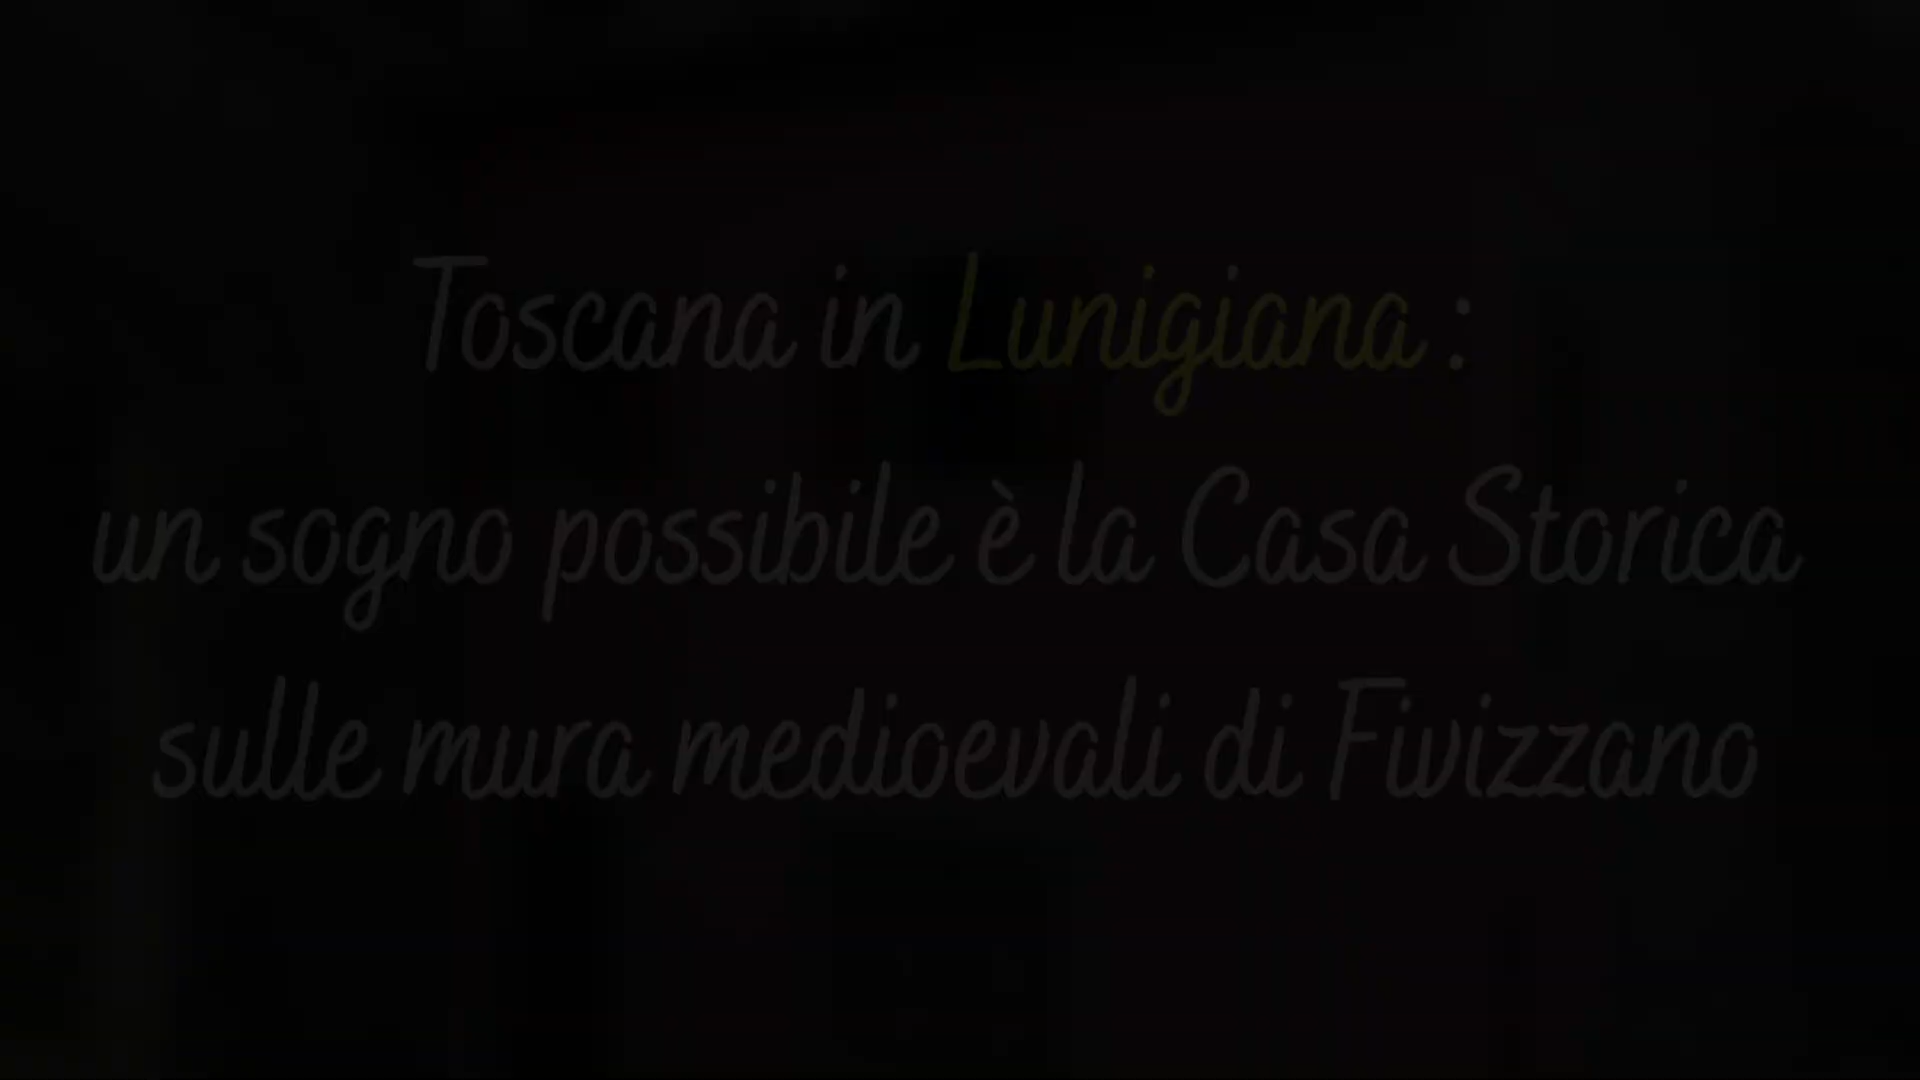 Toscana in Lunigiana :
un sogno possibile è la Casa Storica
sulle mura medioevali di Fivizzano